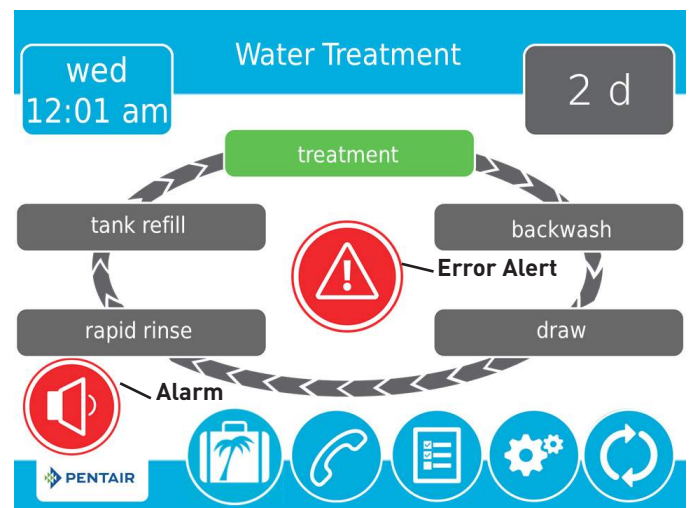 Water Treatment
wed
12:01 am
2 d
treatment
tank refill
backwash
Error Alert
rapid rinse
draw
Alarm
PENTAIR